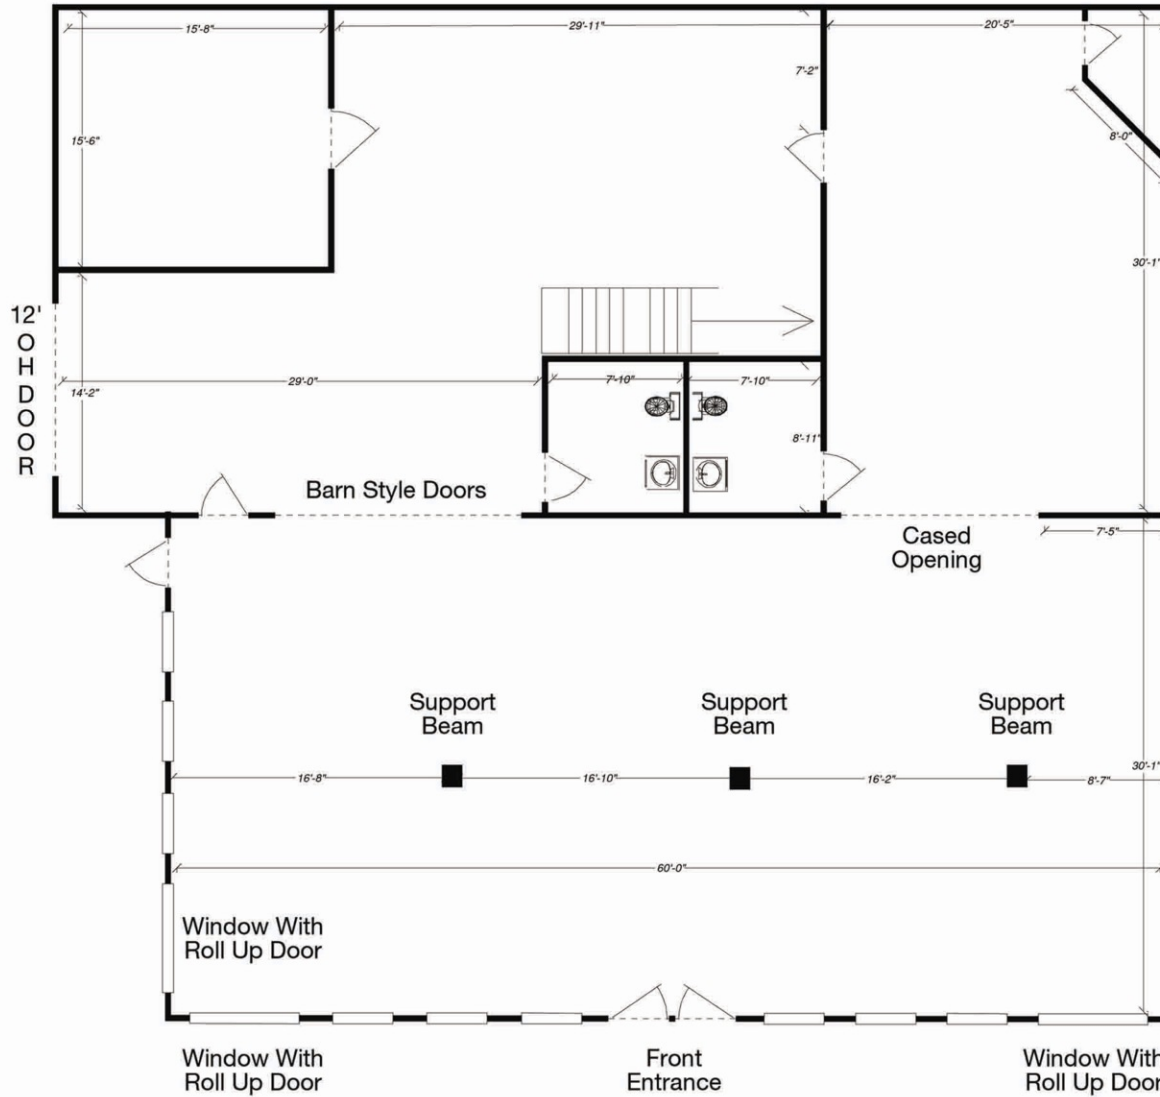 15'-8"
29'-11"
20'-5"
7'-2"
15'-6"
8'-0"
30'-1"
12'
OH DOOR
29'-0"
14'-2"
7'-10"
7'-10"
8'-11"
Barn Style Doors
Cased
Opening
7'-5"
Support
Beam
Support
Beam
Support
Beam
16'-8"
16'-10"
16'-2"
8'-7"
30'-1"
60'-0"
Window With
Roll Up Door
Window With
Roll Up Door
Front
Entrance
Window With
Roll Up Door